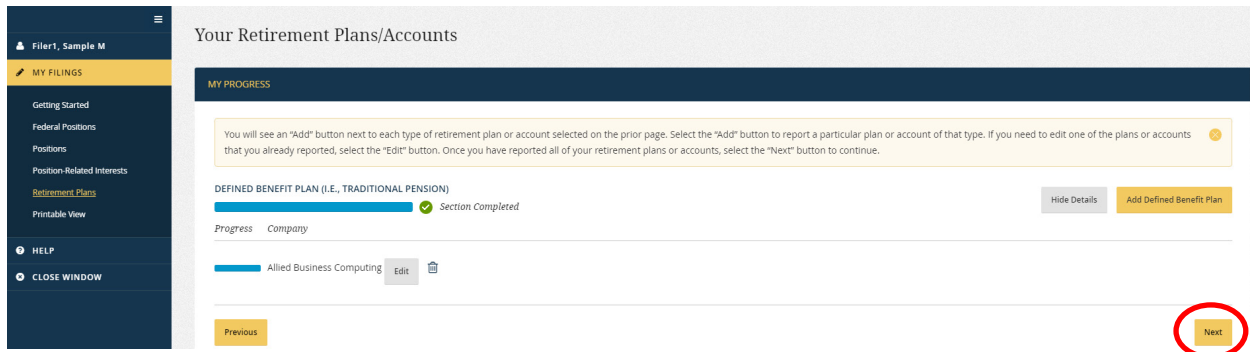 Your Retirement Plans/Accounts
Filer1, Sample M
MY FILINGS
Getting Started
Federal Positions
Positions
Position-Related Interests
Retirement Plans
Printable View
HELP
CLOSE WINDOW
MY PROGRESS
You will see an "Add" button next to each type of retirement plan or account selected on the prior page. Select the "Add" button to report a particular plan or account of that type. If you need to edit one of the plans or accounts
that you already reported, select the "Edit" button. Once you have reported all of your retirement plans or accounts, select the "Next" button to continue.
DEFINED BENEFIT PLAN (I.E., TRADITIONAL PENSION)
Section Completed
Hide Details
Add Defined Benefit Plan
Progress Company
Allied Business Computing Edit
Previous
Next